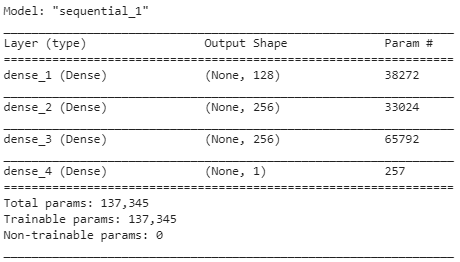 Model: "sequential_1"
Layer (type) Output Shape Param #
dense_1 (Dense) (None, 128) 38272
dense_2 (Dense) (None, 256) 33024
dense_3 (Dense) (None, 256) 65792
dense_4 (Dense) (None, 1) 257
Total params: 137,345
Trainable params: 137,345
Non-trainable params: 0